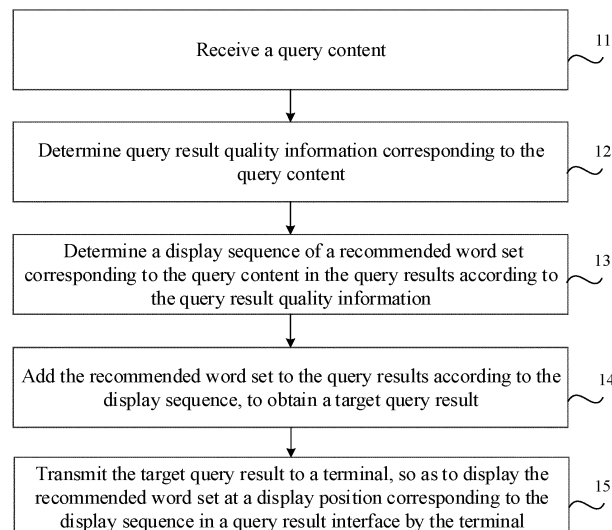 Receive a query content
11
Determine query result quality information corresponding to the
query content
12
Determine a display sequence of a recommended word set
corresponding to the query content in the query results according to
the query result quality information
13
Add the recommended word set to the query results according to the
display sequence, to obtain a target query result
14
Transmit the target query result to a terminal, so as to display the
recommended word set at a display position corresponding to the
display sequence in a query result interface by the terminal
15